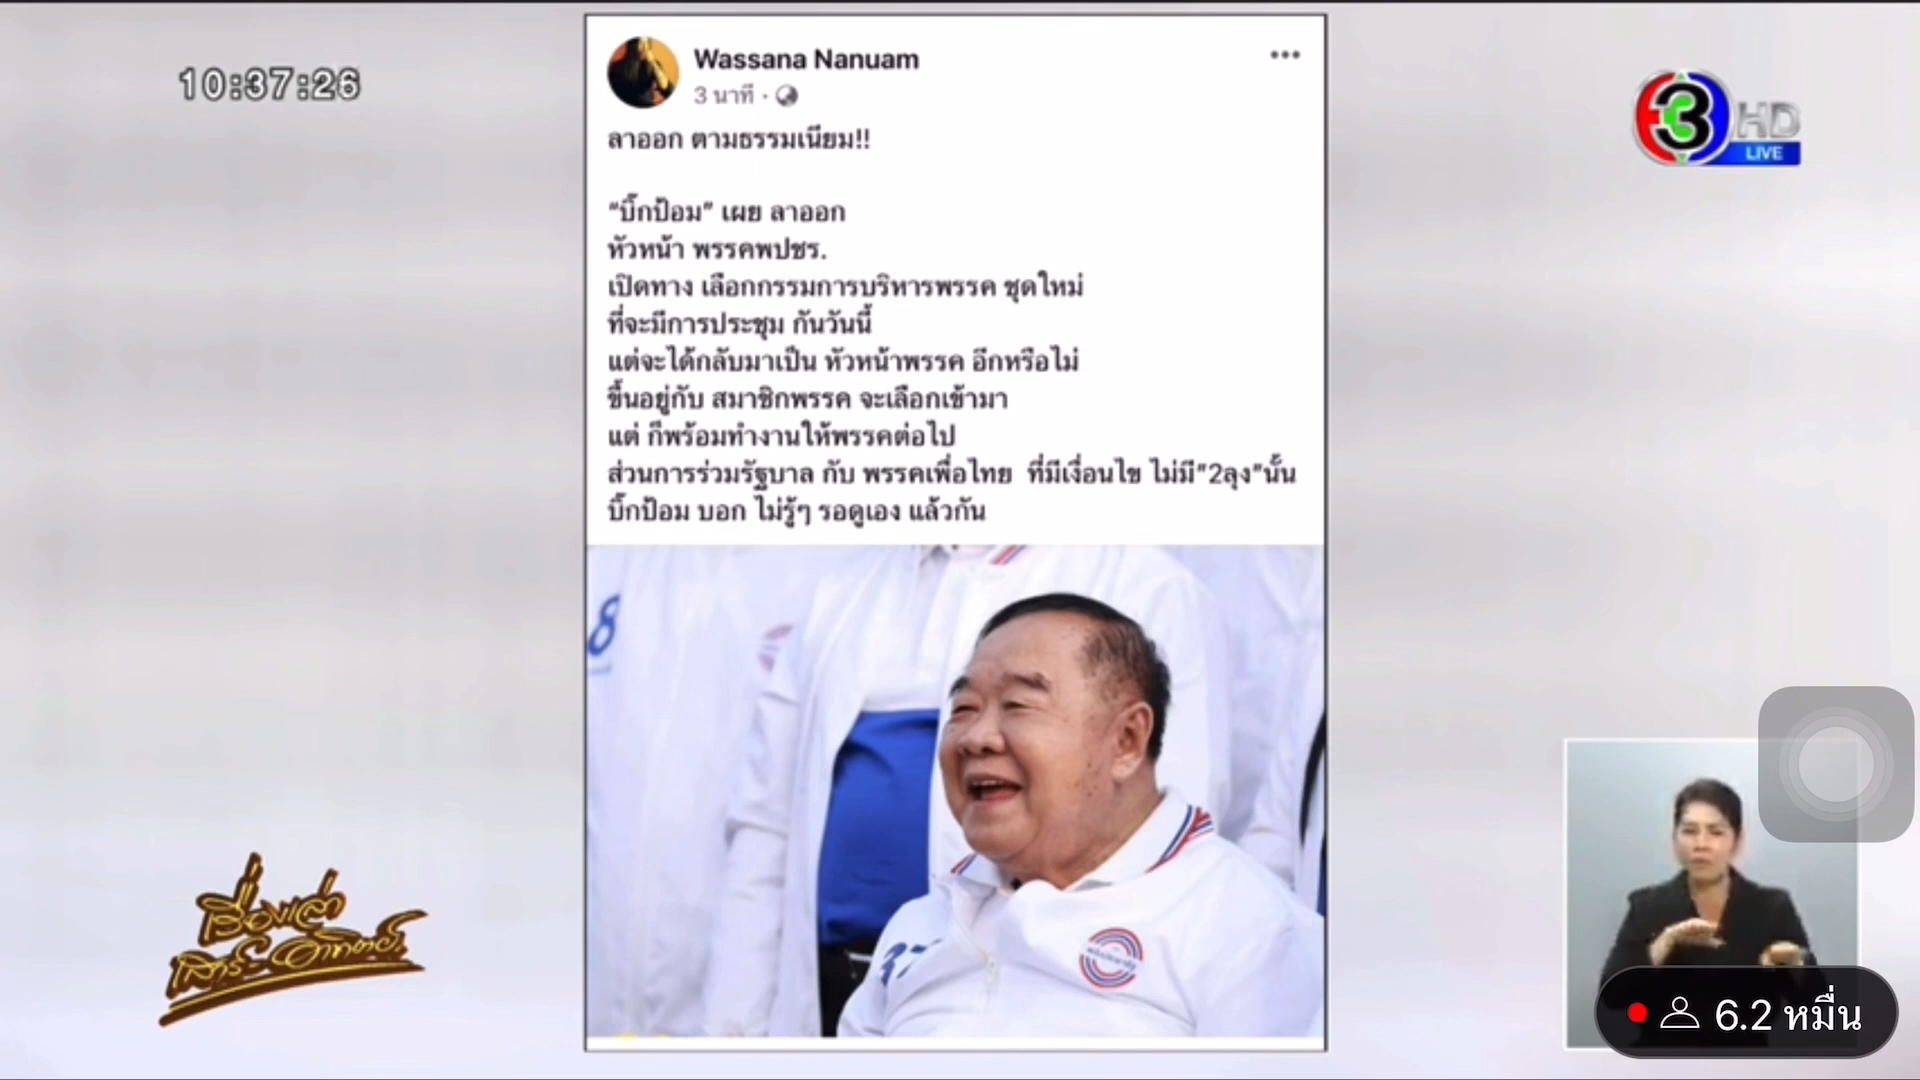 10:37:26
Wassana Nanuam
3 นาที ·
ลาออก ตามธรรมเนียม!!
“บิ๊กป้อม” เผย ลาออก
หัวหน้า พรรคพปชร.
เปิดทาง เลือกกรรมการบริหารพรรค ชุดใหม่
ที่จะมีการประชุม กันวันนี้
แต่จะได้กลับมาเป็น หัวหน้าพรรค อีกหรือไม่
ขึ้นอยู่กับ สมาชิกพรรค จะเลือกเข้ามา
แต่ ก็พร้อมทำงานให้พรรคต่อไป
ส่วนการร่วมรัฐบาล กับ พรรคเพื่อไทย ที่มีเงื่อนไข ไม่มี”2ลุง”นั้น
บิ๊กป้อม บอก ไม่รู้ๆ รอดูเอง แล้วกัน
3 HD
LIVE
8
37
พลังประชารัฐ
เรื่องเล่า
เสาร์-อาทิตย์
6.2 หมื่น